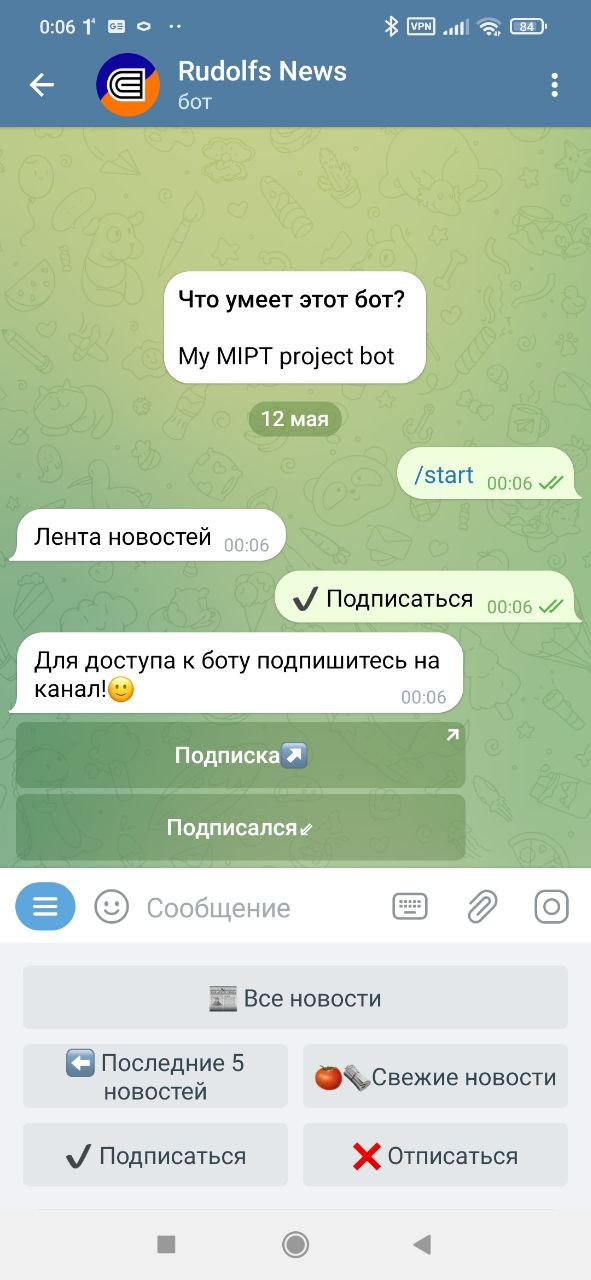 0:06
VPN
84
Rudolfs News
бот
Что умеет этот бот?
My MIPT project bot
12 мая
/start 00:06
Лента новостей 00:06
✔ Подписаться 00:06
Для доступа к боту подпишитесь на
канал!🙂 00:06
Подписка↗️
Подписался⇙
Сообщение
📰 Все новости
⬅️ Последние 5
новостей
🍅🗞️Свежие новости
✔ Подписаться
❌ Отписаться